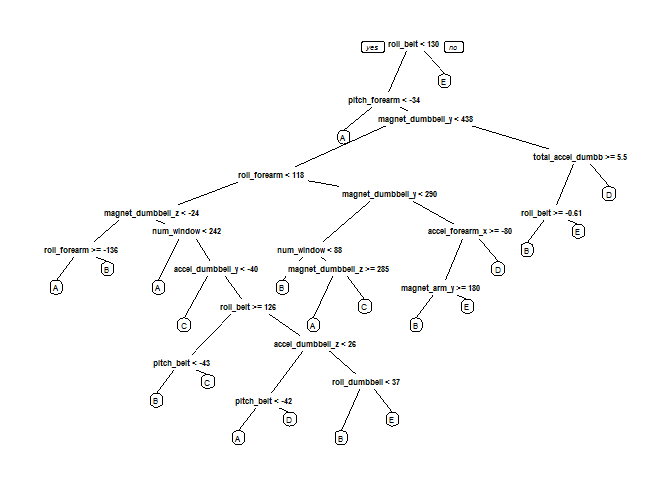 yes roll_belt < 130 no
E
pitch_forearm < -34
magnet_dumbbell_y < 438
A
total_accel_dumbb >= 5.5
roll_forearm < 118
magnet_dumbbell_y < 290
D
magnet_dumbbell_z < -24
roll_belt >= -0.61
num_window < 242
accel_forearm_x >= -80
E
roll_forearm >= -136
num_window < 88
B
accel_dumbbell_y < -40
magnet_dumbbell_z >= 285
D
B
A
A
B
magnet_arm_y >= 180
roll_belt >= 126
C
E
C
A
B
accel_dumbbell_z < 26
pitch_belt < -43
C
roll_dumbbell < 37
B
pitch_belt < -42
D
E
A
B